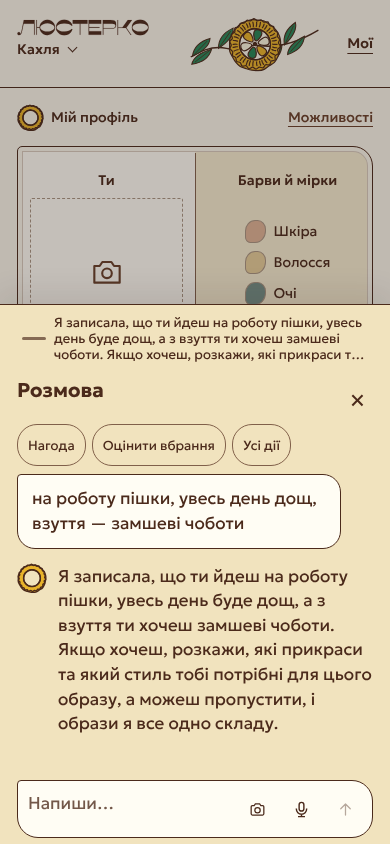 ЛЮСТЕРКО
Кахля
Мої
Мій профіль
Можливості
Ти
Барви й мірки
Шкіра
Волосся
Очі
Я записала, що ти йдеш на роботу пішки, увесь
день буде дощ, а з взуття ти хочеш замшеві
чоботи. Якщо хочеш, розкажи, які прикраси т…
Розмова
Нагода
Оцінити вбрання
Усі дії
на роботу пішки, увесь день дощ,
взуття — замшеві чоботи
Я записала, що ти йдеш на роботу
пішки, увесь день буде дощ, а з
взуття ти хочеш замшеві чоботи.
Якщо хочеш, розкажи, які прикраси
та який стиль тобі потрібні для цього
образу, а можеш пропустити, і
образи я все одно складу.
Напиши…